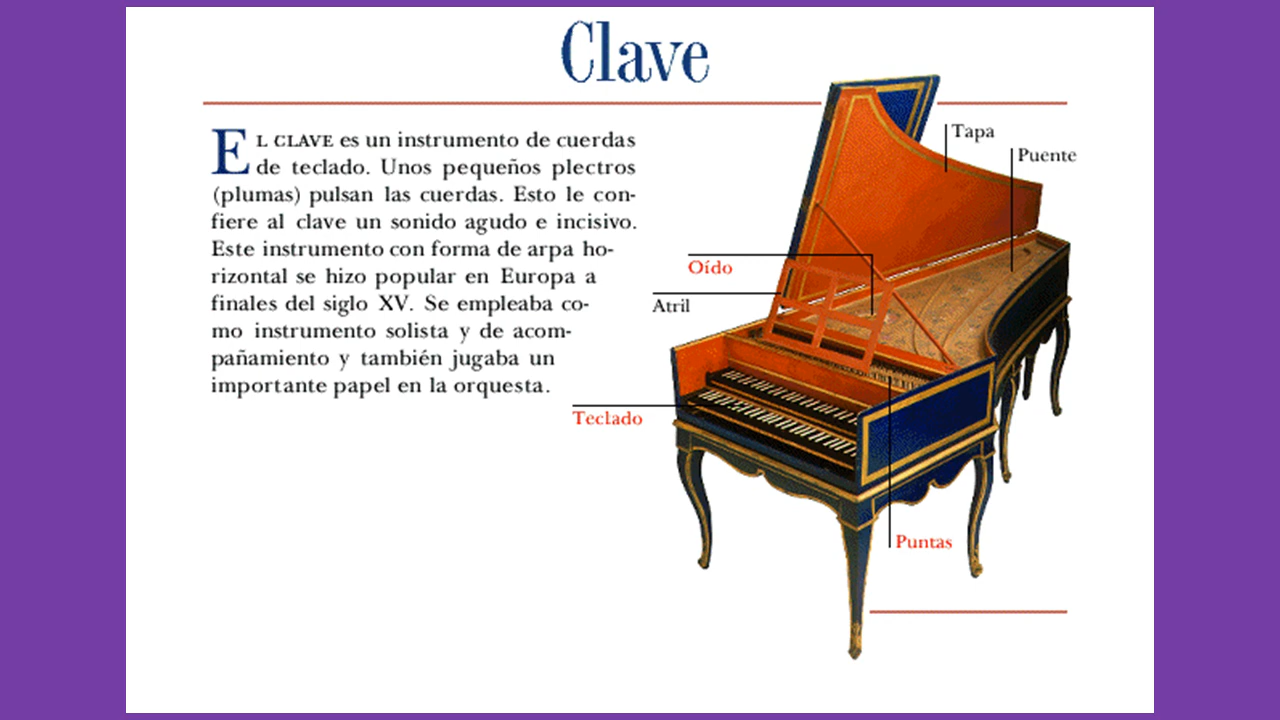 Clave
EL CLAVE es un instrumento de cuerdas
de teclado. Unos pequeños plectros
(plumas) pulsan las cuerdas. Esto le con-
fiere al clave un sonido agudo e incisivo.
Este instrumento con forma de arpa ho-
rizontal se hizo popular en Europa a
finales del siglo XV. Se empleaba co-
mo instrumento solista y de acom-
pañamiento y también jugaba un
importante papel en la orquesta.
Tapa
Puente
Oído
Atril
Teclado
Puntas